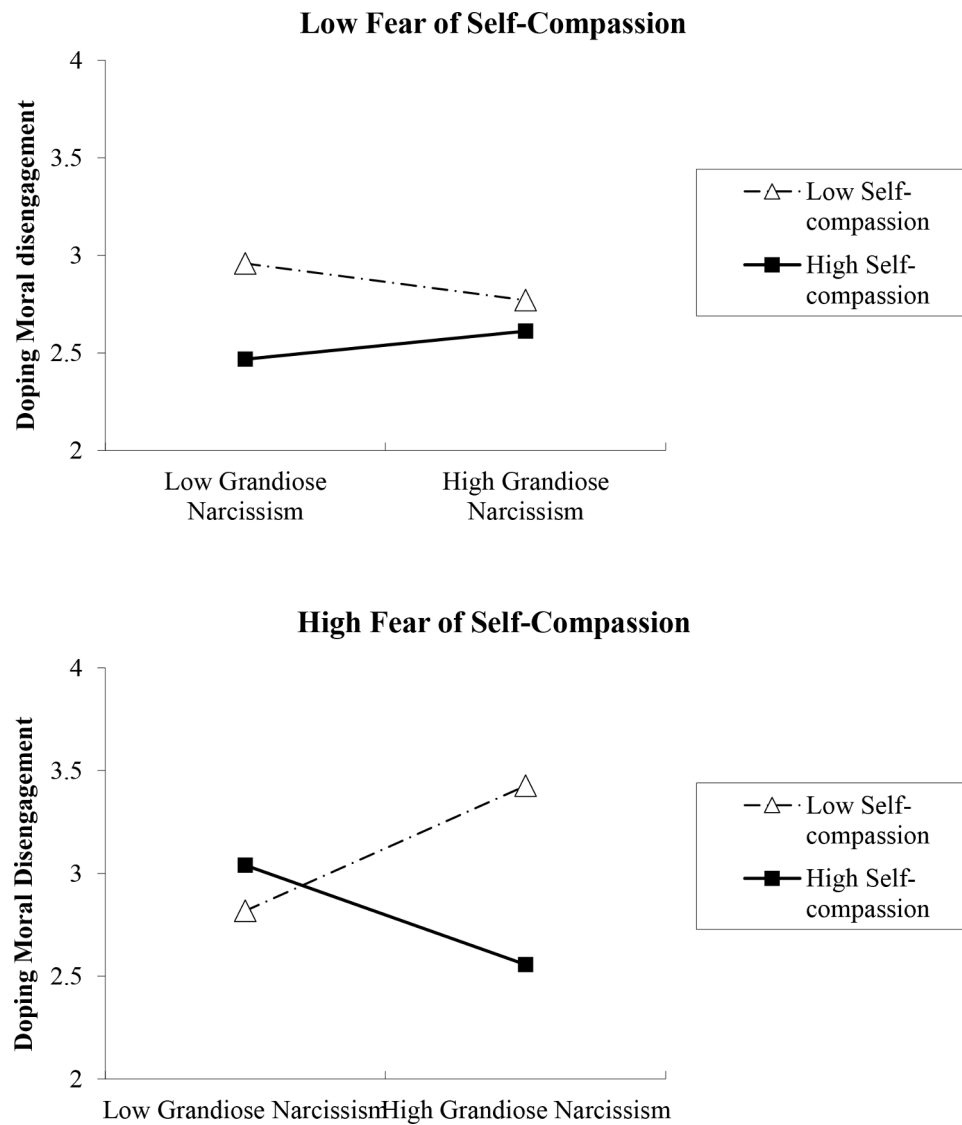 Low Fear of Self-Compassion
4
3.5
3
2.5
2
Doping Moral disengagement
Low Grandiose
Narcissism
High Grandiose
Narcissism
Low Self-
compassion
High Self-
compassion
High Fear of Self-Compassion
4
3.5
3
2.5
2
Doping Moral Disengagement
Low Grandiose Narcissism
High Grandiose Narcissism
Low Self-
compassion
High Self-
compassion